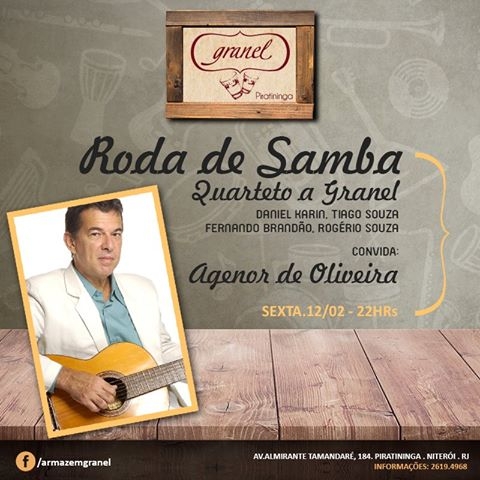 granel
Piratininga
Roda de Samba
Quarteto a Granel
DANIEL KARIN, TIAGO SOUZA
FERNANDO BRANDÃO, ROGÉRIO SOUZA
CONVIDA:
Agenor de Oliveira
SEXTA.12/02 - 22HRs
f /armazemgranel
AV.ALMIRANTE TAMANDARÉ, 184. PIRATININGA . NITERÓI . RJ
INFORMAÇÕES: 2619.4968